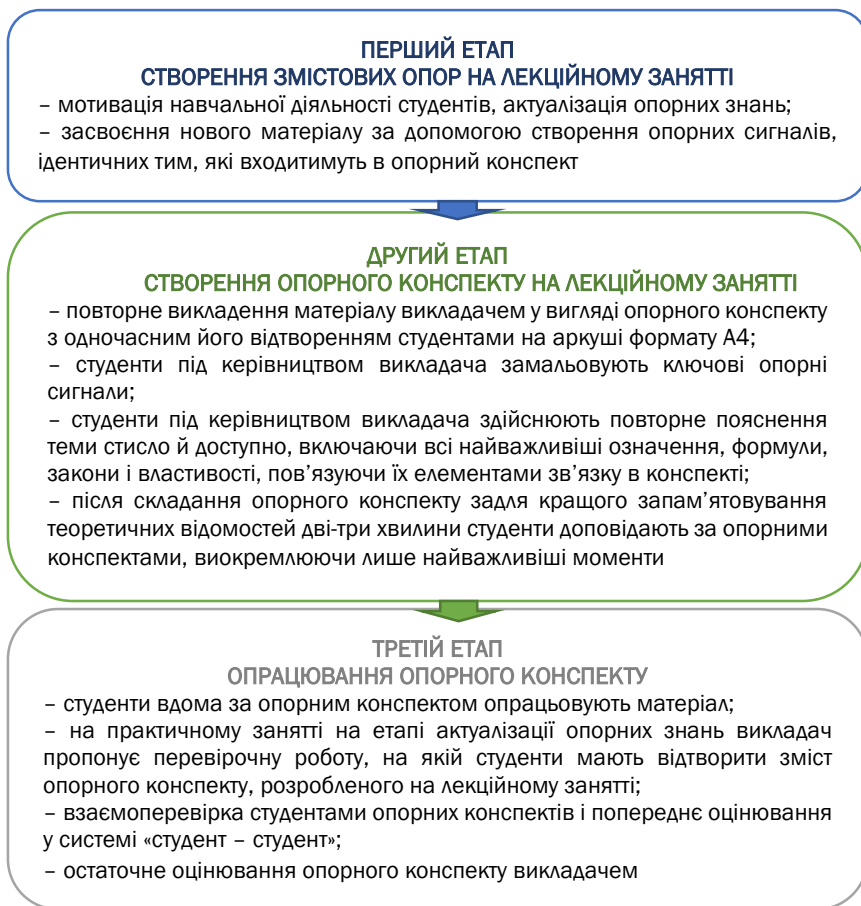 ПЕРШИЙ ЕТАП
СТВОРЕННЯ ЗМІСТОВИХ ОПОР НА ЛЕКЦІЙНОМУ ЗАНЯТТІ
– мотивація навчальної діяльності студентів, актуалізація опорних знань;
– засвоєння нового матеріалу за допомогою створення опорних сигналів,
ідентичних тим, які входитимуть в опорний конспект
ДРУГИЙ ЕТАП
СТВОРЕННЯ ОПОРНОГО КОНСПЕКТУ НА ЛЕКЦІЙНОМУ ЗАНЯТТІ
– повторне викладення матеріалу викладачем у вигляді опорного конспекту
з одночасним його відтворенням студентами на аркуші формату А4;
– студенти під керівництвом викладача замальовують ключові опорні
сигнали;
– студенти під керівництвом викладача здійснюють повторне пояснення
теми стисло й доступно, включаючи всі найважливіші означення, формули,
закони і властивості, пов’язуючи їх елементами зв’язку в конспекті;
– після складання опорного конспекту задля кращого запам’ятовування
теоретичних відомостей дві-три хвилини студенти доповідають за опорними
конспектами, виокремлюючи лише найважливіші моменти
ТРЕТІЙ ЕТАП
ОПРАЦЮВАННЯ ОПОРНОГО КОНСПЕКТУ
– студенти вдома за опорним конспектом опрацьовують матеріал;
– на практичному занятті на етапі актуалізації опорних знань викладач
пропонує перевірочну роботу, на якій студенти мають відтворити зміст
опорного конспекту, розробленого на лекційному занятті;
– взаємоперевірка студентами опорних конспектів і попереднє оцінювання
у системі «студент – студент»;
– остаточне оцінювання опорного конспекту викладачем